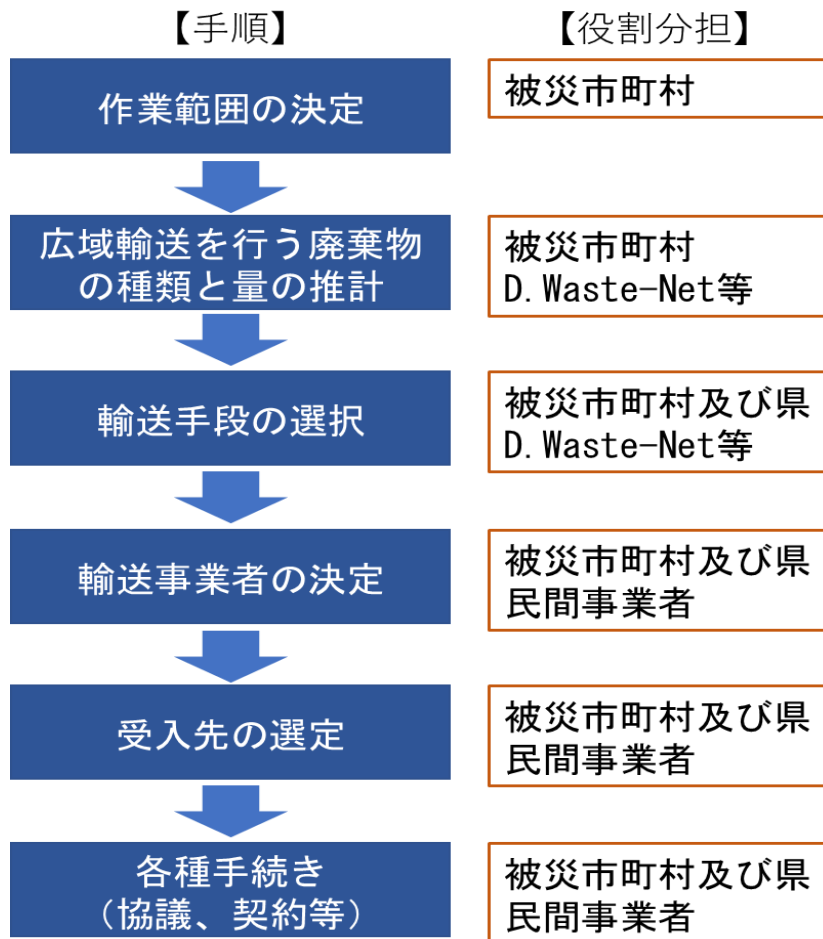 【手順】
【役割分担】
作業範囲の決定
被災市町村
広域輸送を行う廃棄物
の種類と量の推計
被災市町村
D.Waste-Net等
輸送手段の選択
被災市町村及び県
D.Waste-Net等
輸送事業者の決定
被災市町村及び県
民間事業者
受入先の選定
被災市町村及び県
民間事業者
各種手続き
（協議、契約等）
被災市町村及び県
民間事業者